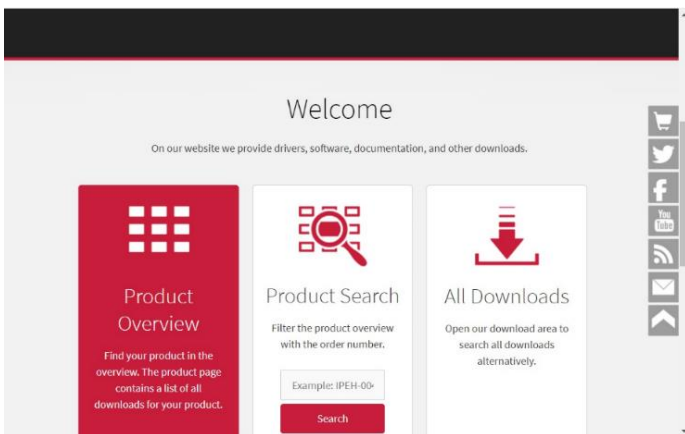 Welcome
On our website we provide drivers, software, documentation, and other downloads.
Product
Overview
Find your product in the
overview. The product page
contains a list of all
downloads for your product.
Product Search
Filter the product overview
with the order number.
Example: IPEH-00
Search
All Downloads
Open our download area to
search all downloads
alternatively.
You
Tube